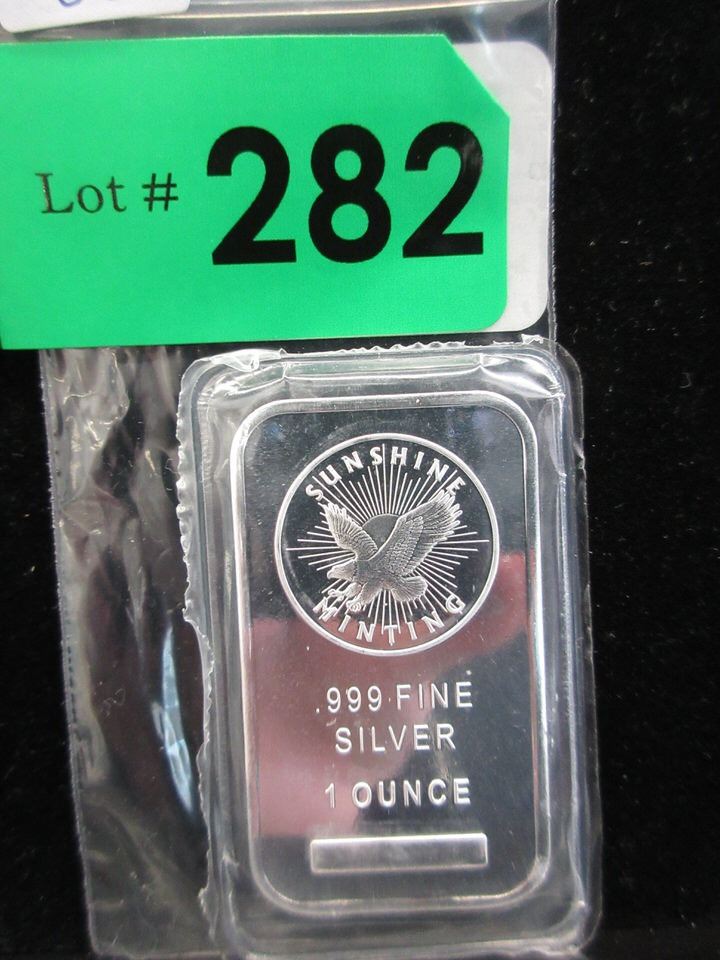 Lot # 282
SUNSHINE
MINTING
.999 FINE
SILVER
1 OUNCE